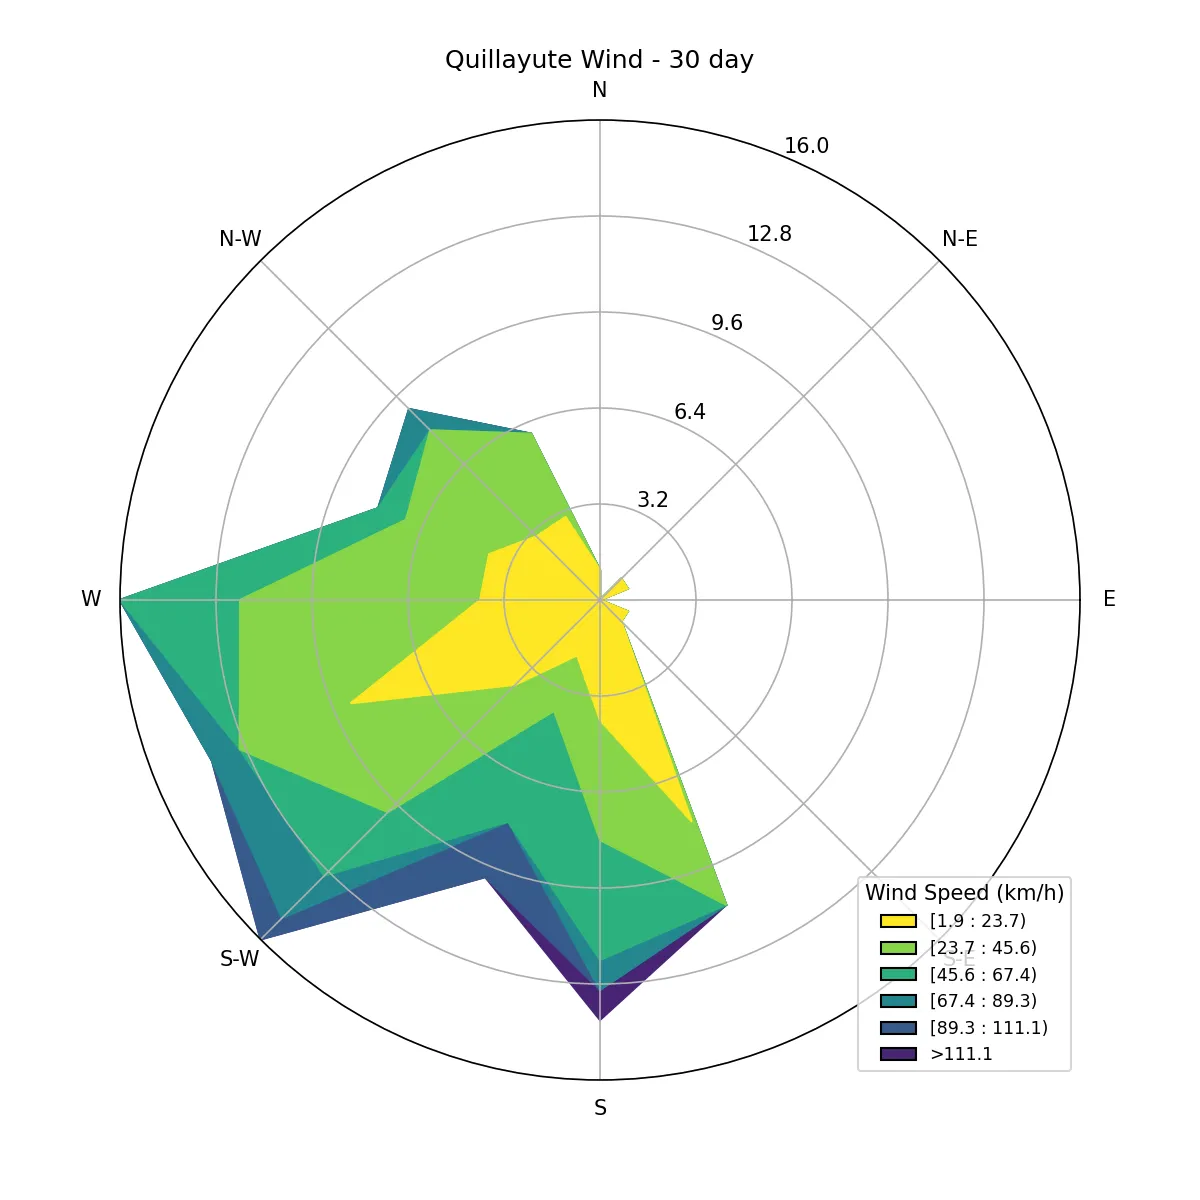 Quillayute Wind - 30 day
N
16.0
12.8
N-W
N-E
9.6
6.4
3.2
W
E
S-W
S-E
S
Wind Speed (km/h)
[1.9 : 23.7)
[23.7 : 45.6)
[45.6 : 67.4)
[67.4 : 89.3)
[89.3 : 111.1)
>111.1